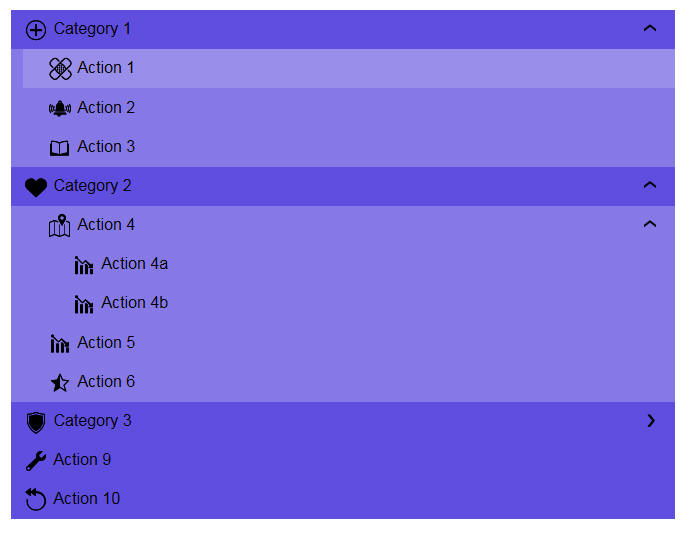 Category 1
Action 1
Action 2
Action 3
Category 2
Action 4
Action 4a
Action 4b
Action 5
Action 6
Category 3
Action 9
Action 10